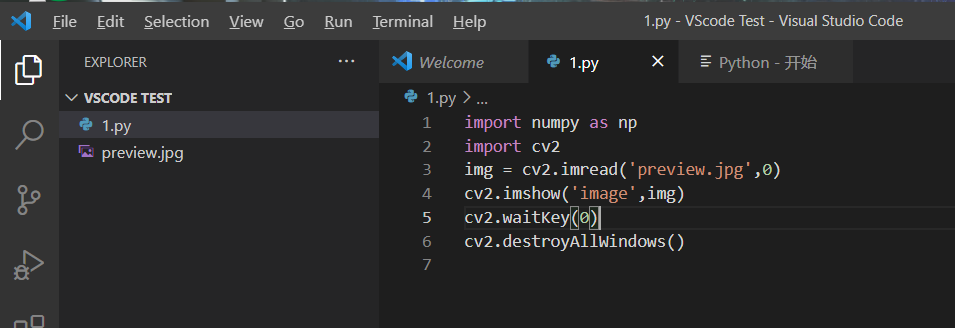 File Edit Selection View Go Run Terminal Help 1.py - VScode Test - Visual Studio Code
EXPLORER ···
Welcome 1.py Python - 开始
VSCODE TEST
1.py
preview.jpg
1.py > ...
1 import numpy as np
2 import cv2
3 img = cv2.imread('preview.jpg',0)
4 cv2.imshow('image',img)
5 cv2.waitKey(0)
6 cv2.destroyAllWindows()
7